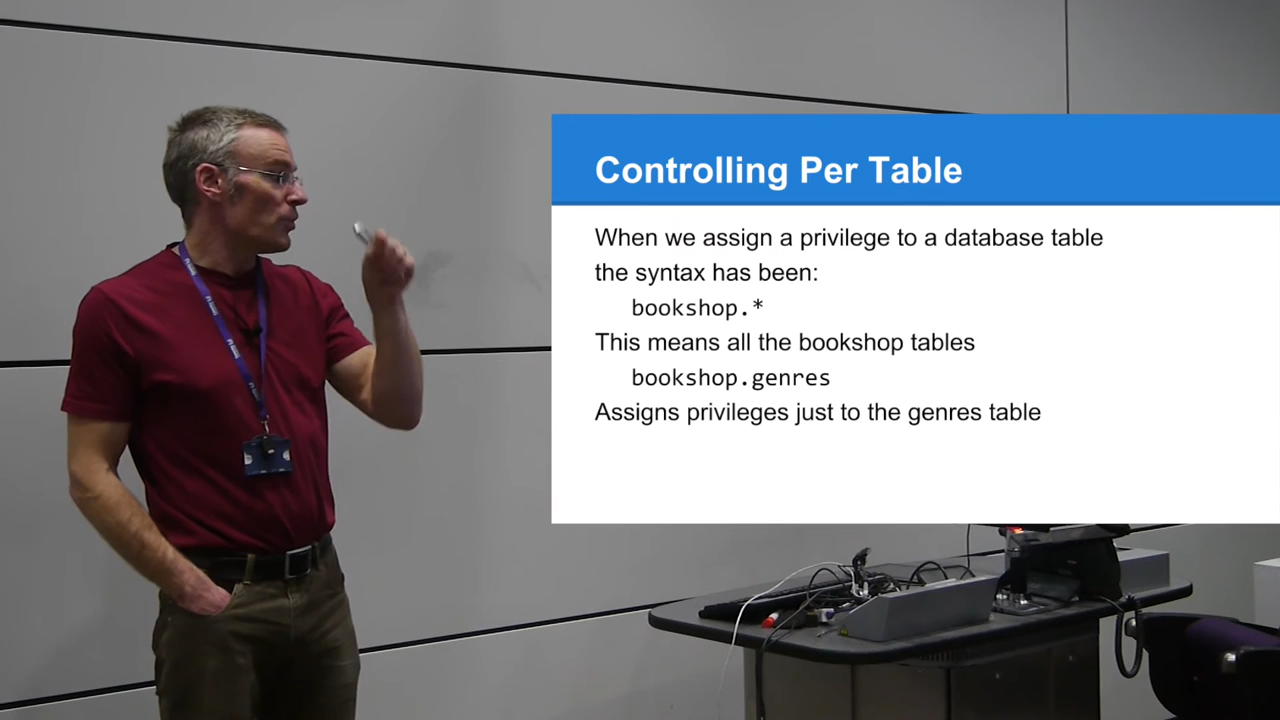 Controlling Per Table
When we assign a privilege to a database table
the syntax has been:
bookshop.*
This means all the bookshop tables
bookshop.genres
Assigns privileges just to the genres table